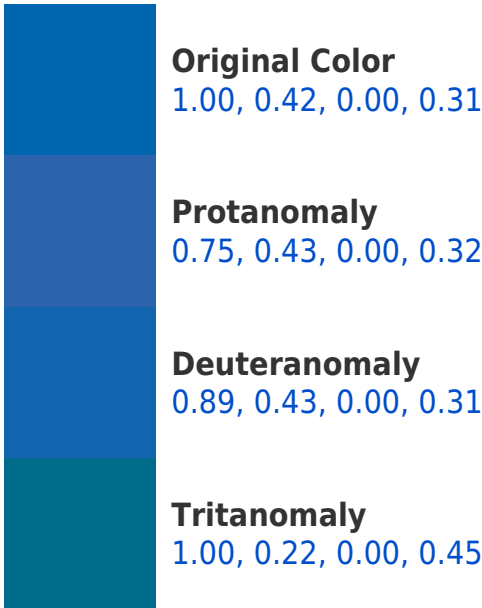 Original Color
1.00, 0.42, 0.00, 0.31
Protanomaly
0.75, 0.43, 0.00, 0.32
Deuteranomaly
0.89, 0.43, 0.00, 0.31
Tritanomaly
1.00, 0.22, 0.00, 0.45